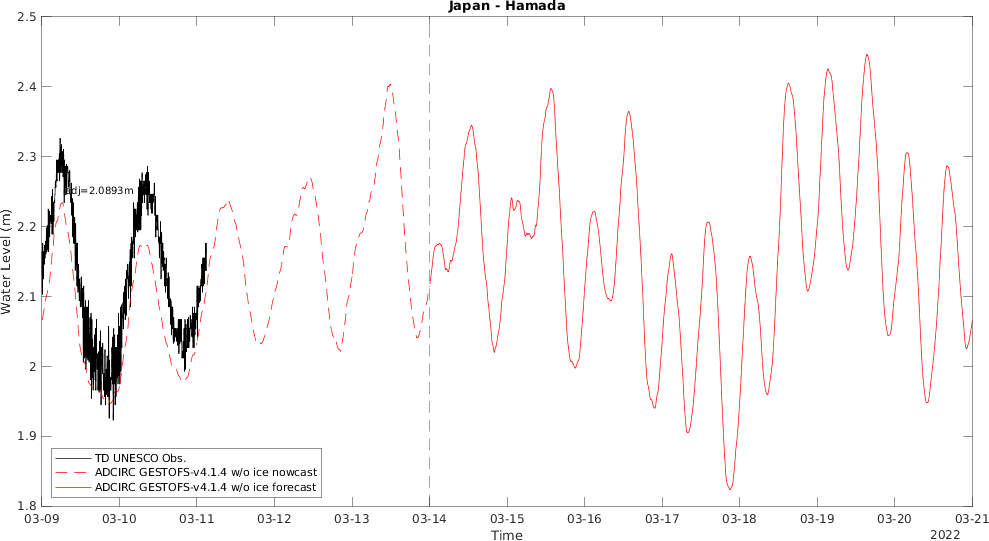 Japan - Hamada
2.5
2.4
2.3
2.2
2.1
2
1.9
1.8
Water Level (m)
adj=2.0893m
TD UNESCO Obs.
ADCIRC GESTOFS-v4.1.4 w/o ice nowcast
ADCIRC GESTOFS-v4.1.4 w/o ice forecast
03-09 03-10 03-11 03-12 03-13 03-14 03-15 03-16 03-17 03-18 03-19 03-20 03-21
Time
2022